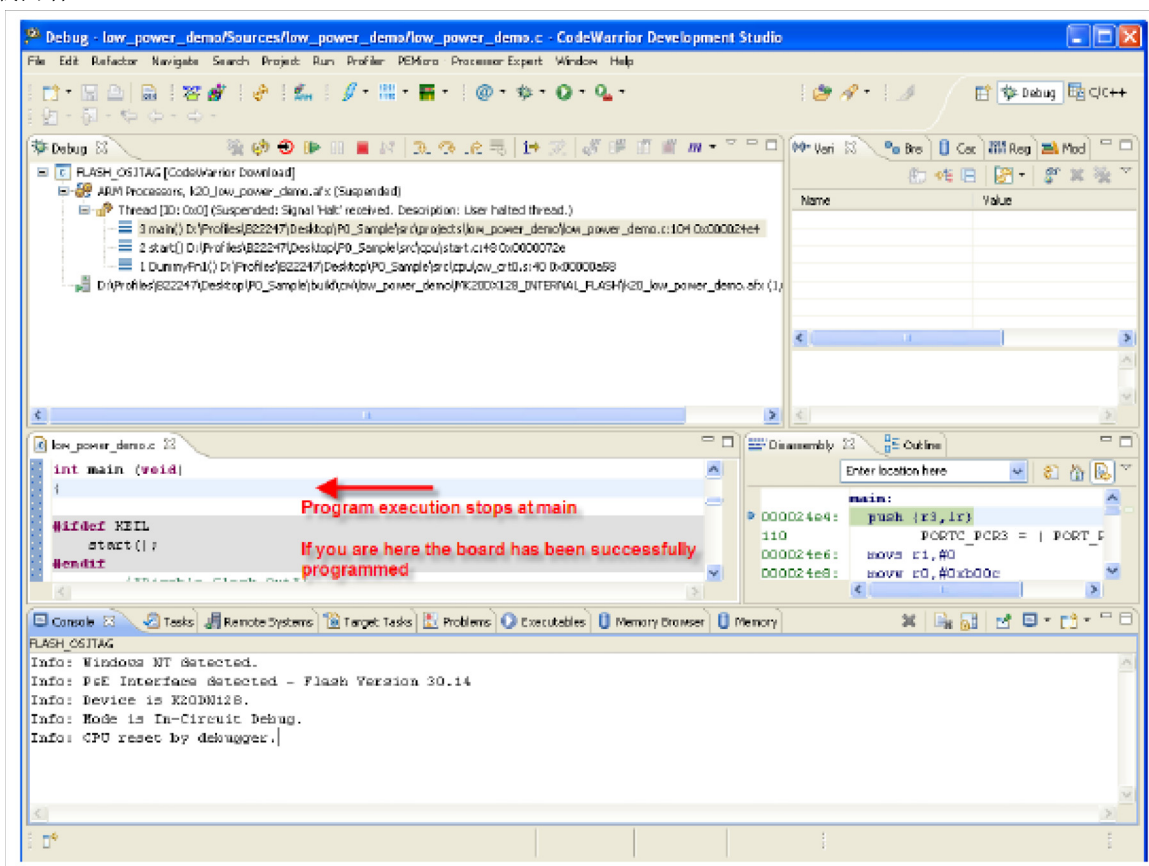 Debug - low_power_demo/Sources/low_power_demo/low_power_demo.c - CodeWarrior Development Studio
File Edit Refactor Navigate Search Project Run Profiler PEMicro Processor Expert Window Help
Debug C/C++
Debug
FLASH_OSJTAG [CodeWarrior Download]
ARM Processors, k20_low_power_demo.afx (Suspended)
Thread [ID: 0x0] (Suspended: Signal 'Halt' received. Description: User halted thread.)
3 main() D:\Profiles\B22247\Desktop\P0_Sample\src\projects\low_power_demo\low_power_demo.c:104 0x000024e4
2 start() D:\Profiles\B22247\Desktop\P0_Sample\src\cpu\start.c:48 0x0000072e
1 DummyFn1() D:\Profiles\B22247\Desktop\P0_Sample\src\cpu\cw_crt0.s:40 0x00000a58
D:\Profiles\B22247\Desktop\P0_Sample\build\cw\low_power_demo\MK20DX128_INTERNAL_FLASH\k20_low_power_demo.afx (1/
Vari Bre Cac Reg Mod
Name Value
low_power_demo.c
int main (void)
{
#ifdef KEIL
start();
#endif
Program execution stops at main
If you are here the board has been successfully
programmed
Disassembly Outline
Enter location here
main:
000024e4: push {r3,lr}
110 PORTC_PCR3 = | PORT_P
000024e6: movs r1,#0
000024e8: movw r0,#0xb00c
Console Tasks Remote Systems Target Tasks Problems Executables Memory Browser Memory
FLASH_OSJTAG
Info: Windows NT detected.
Info: PeE Interface detected - Flash Version 30.14
Info: Device is K20DN128.
Info: Mode is In-Circuit Debug.
Info: CPU reset by debugger.